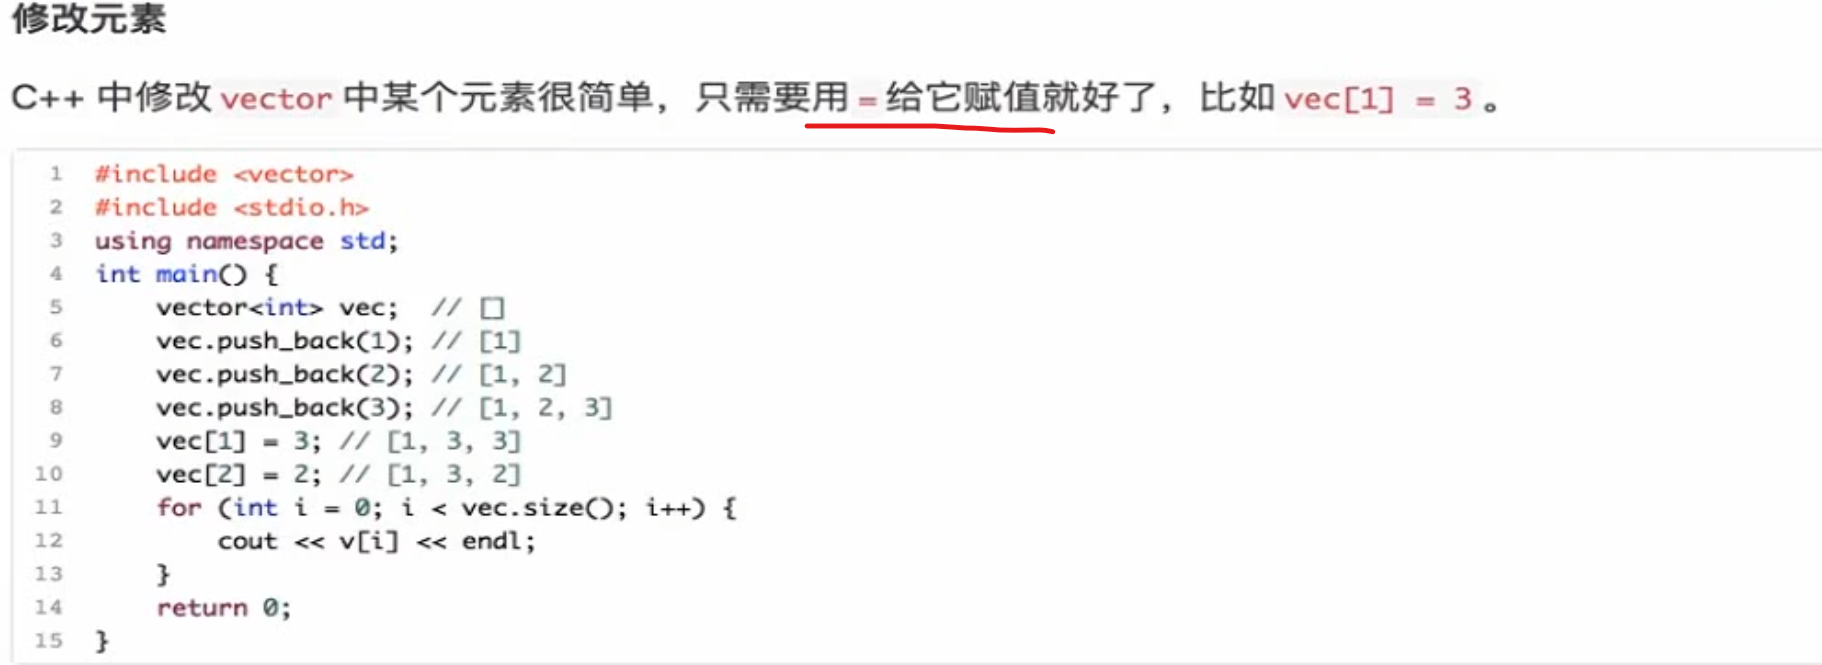 修改元素
C++ 中修改 vector 中某个元素很简单，只需要用 = 给它赋值就好了，比如 vec[1] = 3 。
1 #include <vector>
2 #include <stdio.h>
3 using namespace std;
4 int main() {
5     vector<int> vec;  // []
6     vec.push_back(1); // [1]
7     vec.push_back(2); // [1, 2]
8     vec.push_back(3); // [1, 2, 3]
9     vec[1] = 3; // [1, 3, 3]
10     vec[2] = 2; // [1, 3, 2]
11     for (int i = 0; i < vec.size(); i++) {
12         cout << v[i] << endl;
13     }
14     return 0;
15 }